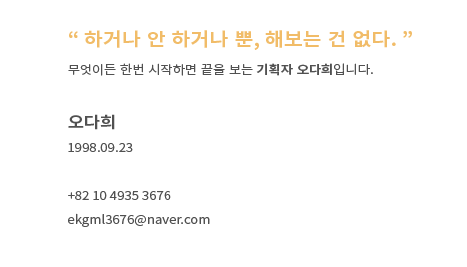 “ 하거나 안 하거나 뿐, 해보는 건 없다. ”
무엇이든 한번 시작하면 끝을 보는 기획자 오다희입니다.
오다희
1998.09.23
+82 10 4935 3676
ekgml3676@naver.com